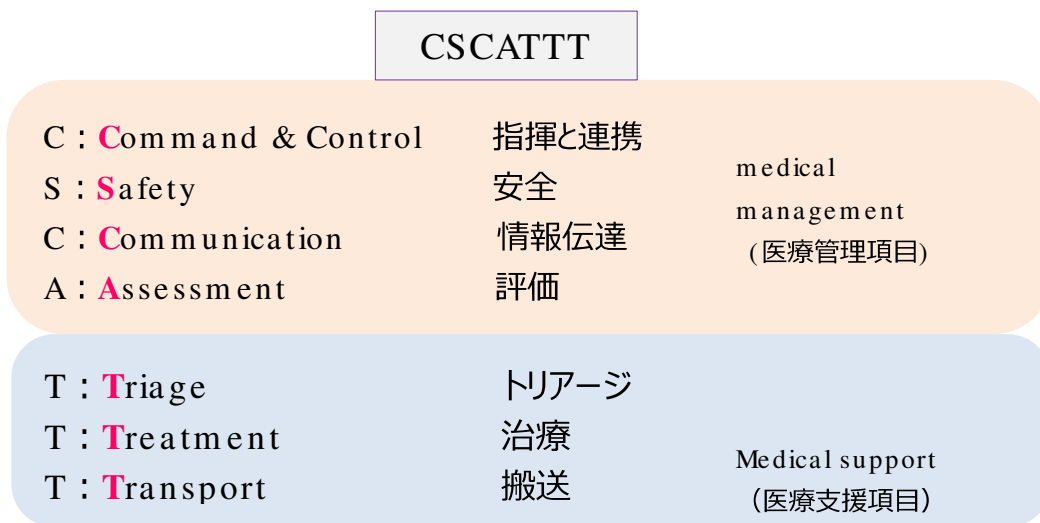 CSCATTT
C：Command & Control 指揮と連携
S：Safety 安全
C：Communication 情報伝達
A：Assessment 評価
medical
management
(医療管理項目)
T：Triage トリアージ
T：Treatment 治療
T：Transport 搬送
Medical support
（医療支援項目）